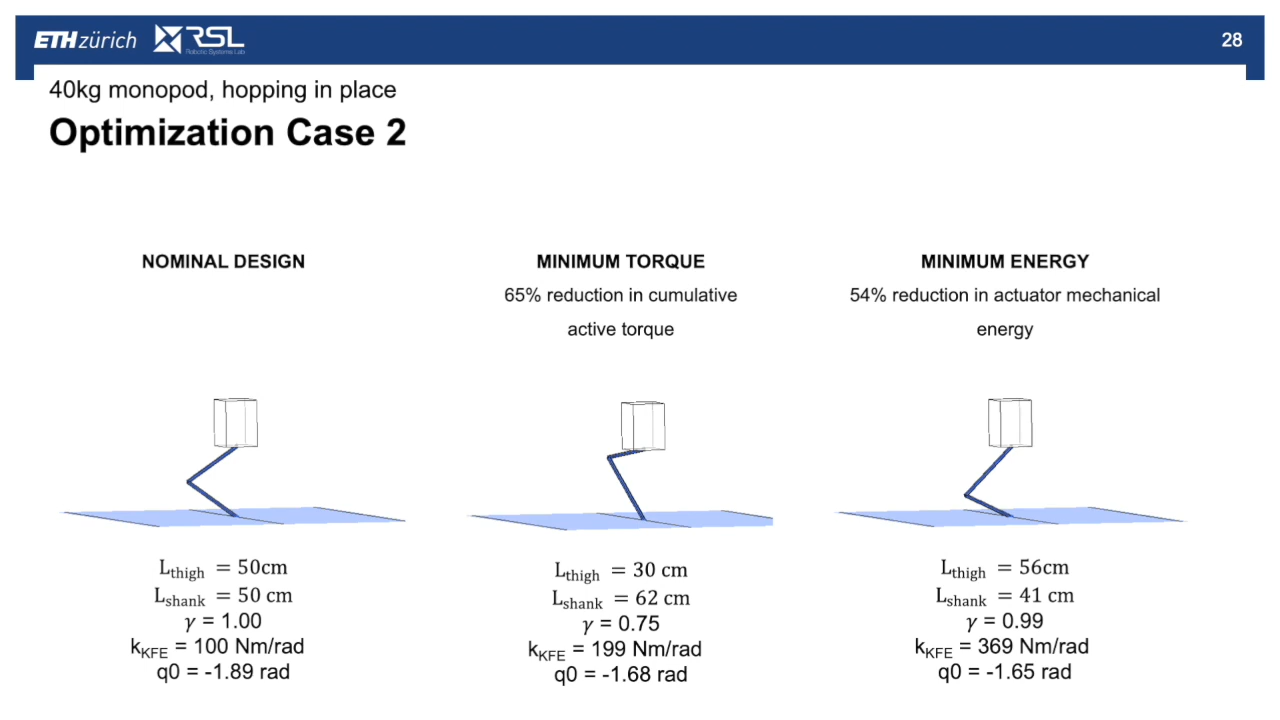 ETH zürich RSL Robotic Systems Lab 28
40kg monopod, hopping in place
Optimization Case 2
NOMINAL DESIGN
L_thigh = 50cm
L_shank = 50 cm
γ = 1.00
k_KFE = 100 Nm/rad
q0 = -1.89 rad
MINIMUM TORQUE
65% reduction in cumulative
active torque
L_thigh = 30 cm
L_shank = 62 cm
γ = 0.75
k_KFE = 199 Nm/rad
q0 = -1.68 rad
MINIMUM ENERGY
54% reduction in actuator mechanical
energy
L_thigh = 56cm
L_shank = 41 cm
γ = 0.99
k_KFE = 369 Nm/rad
q0 = -1.65 rad